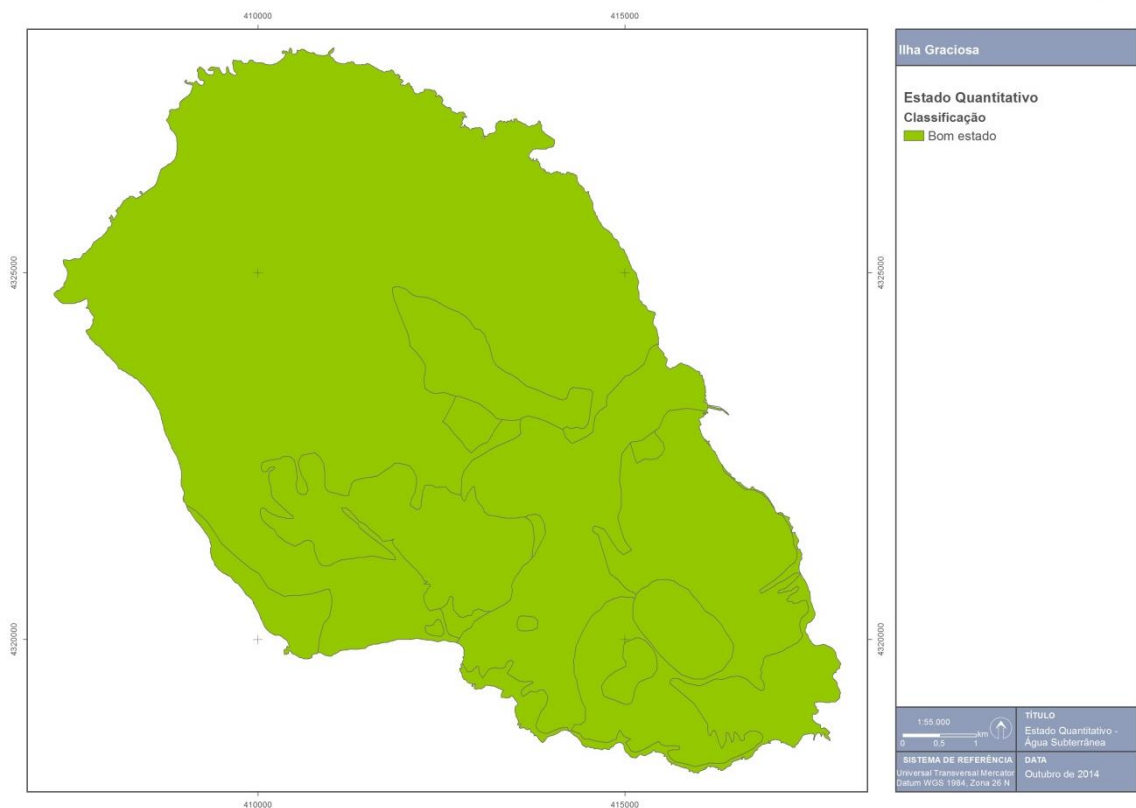 410000
415000
4325000
4325000
4320000
4320000
410000
415000
Ilha Graciosa
Estado Quantitativo
Classificação
Bom estado
1:55.000
km
0 0,5 1
TÍTULO
Estado Quantitativo -
Água Subterrânea
SISTEMA DE REFERÊNCIA
Universal Transversal Mercator
Datum WGS 1984, Zona 26 N
DATA
Outubro de 2014